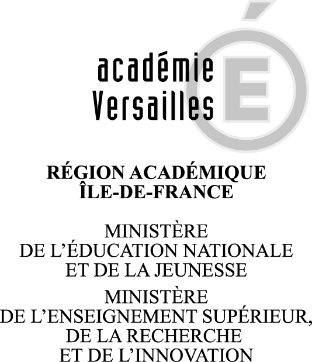 académie
Versailles
É
RÉGION ACADÉMIQUE
ÎLE-DE-FRANCE
MINISTÈRE
DE L’ÉDUCATION NATIONALE
ET DE LA JEUNESSE
MINISTÈRE
DE L’ENSEIGNEMENT SUPÉRIEUR,
DE LA RECHERCHE
ET DE L’INNOVATION